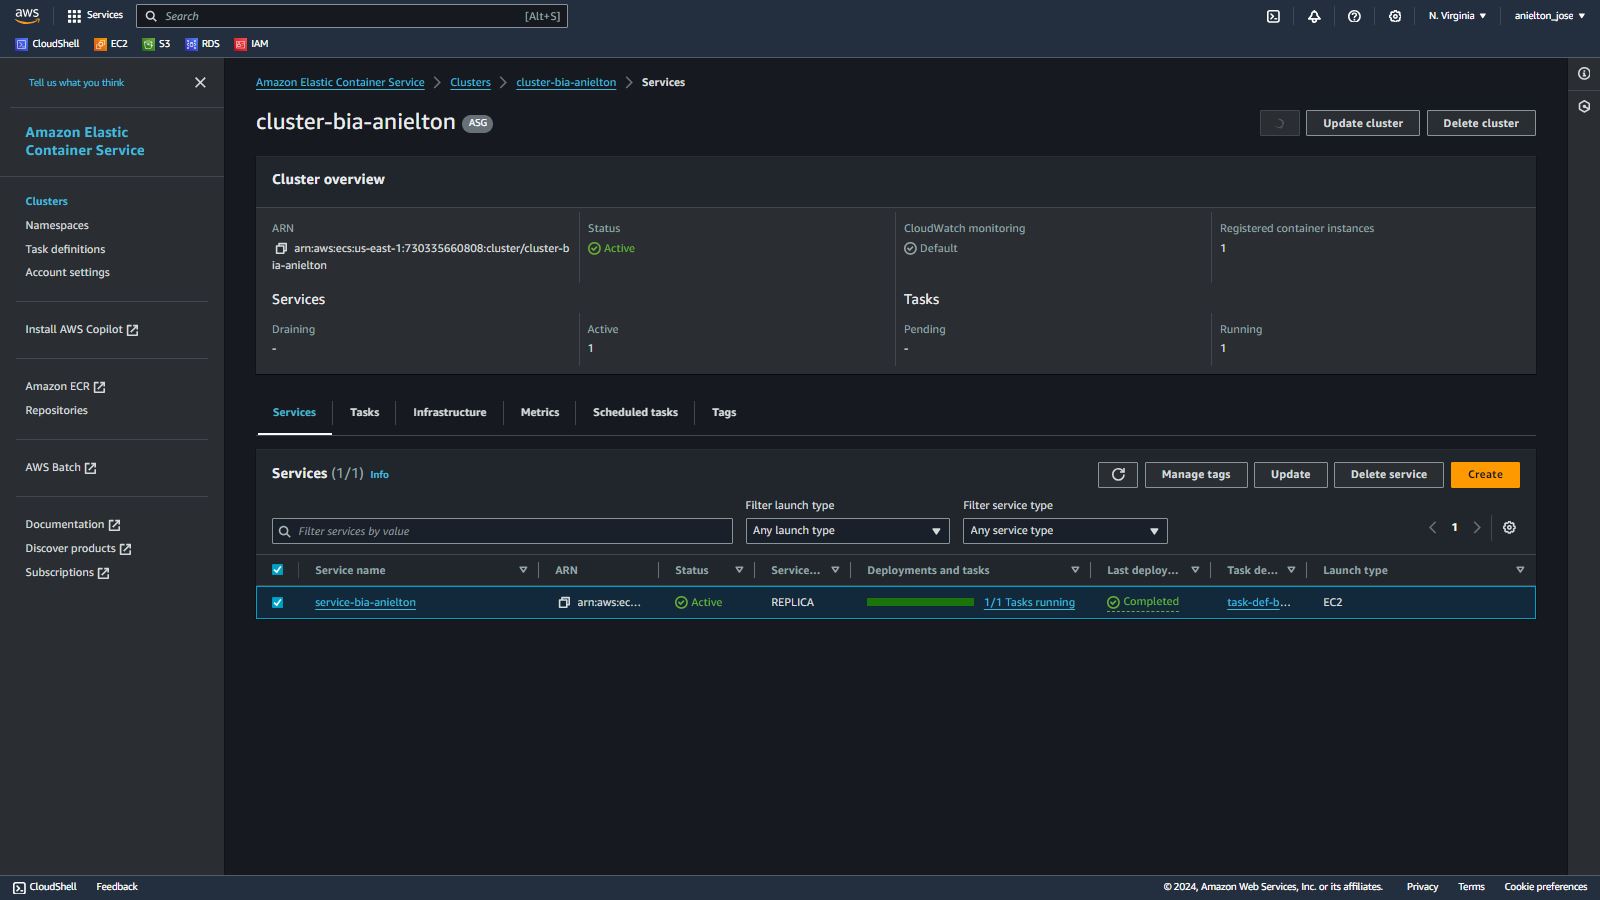 aws
Services
Search
[Alt+S]
N. Virginia
anielton_jose
CloudShell
EC2
S3
RDS
IAM
Tell us what you think
Amazon Elastic
Container Service
Clusters
Namespaces
Task definitions
Account settings
Install AWS Copilot
Amazon ECR
Repositories
AWS Batch
Documentation
Discover products
Subscriptions
Amazon Elastic Container Service
Clusters
cluster-bia-anielton
Services
cluster-bia-anielton ASG
Update cluster
Delete cluster
Cluster overview
ARN
arn:aws:ecs:us-east-1:730335660808:cluster/cluster-b
ia-anielton
Status
Active
CloudWatch monitoring
Default
Registered container instances
1
Services
Draining
-
Active
1
Tasks
Pending
-
Running
1
Services
Tasks
Infrastructure
Metrics
Scheduled tasks
Tags
Services (1/1) Info
Manage tags
Update
Delete service
Create
Filter services by value
Filter launch type
Any launch type
Filter service type
Any service type
1
Service name
ARN
Status
Service...
Deployments and tasks
Last deploy...
Task de...
Launch type
service-bia-anielton
arn:aws:ec...
Active
REPLICA
1/1 Tasks running
Completed
task-def-b...
EC2
CloudShell
Feedback
© 2024, Amazon Web Services, Inc. or its affiliates.
Privacy
Terms
Cookie preferences